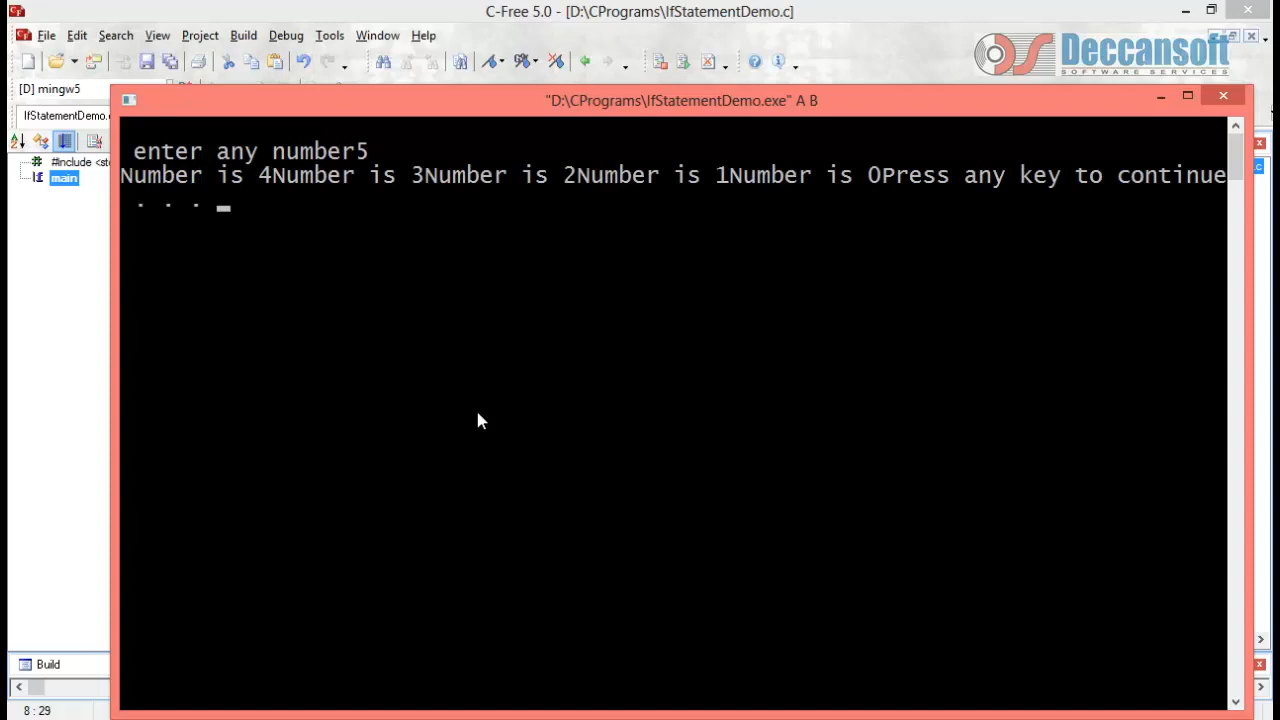 C-Free 5.0 - [D:\CPrograms\IfStatementDemo.c]
File Edit Search View Project Build Debug Tools Window Help
Deccansoft
SOFTWARE SERVICES
[D] mingw5
"D:\CPrograms\IfStatementDemo.exe" A B
IfStatementDemo.
#include <st
main
enter any number5
Number is 4Number is 3Number is 2Number is 1Number is 0Press any key to continue
. . . _
Build
8 : 29